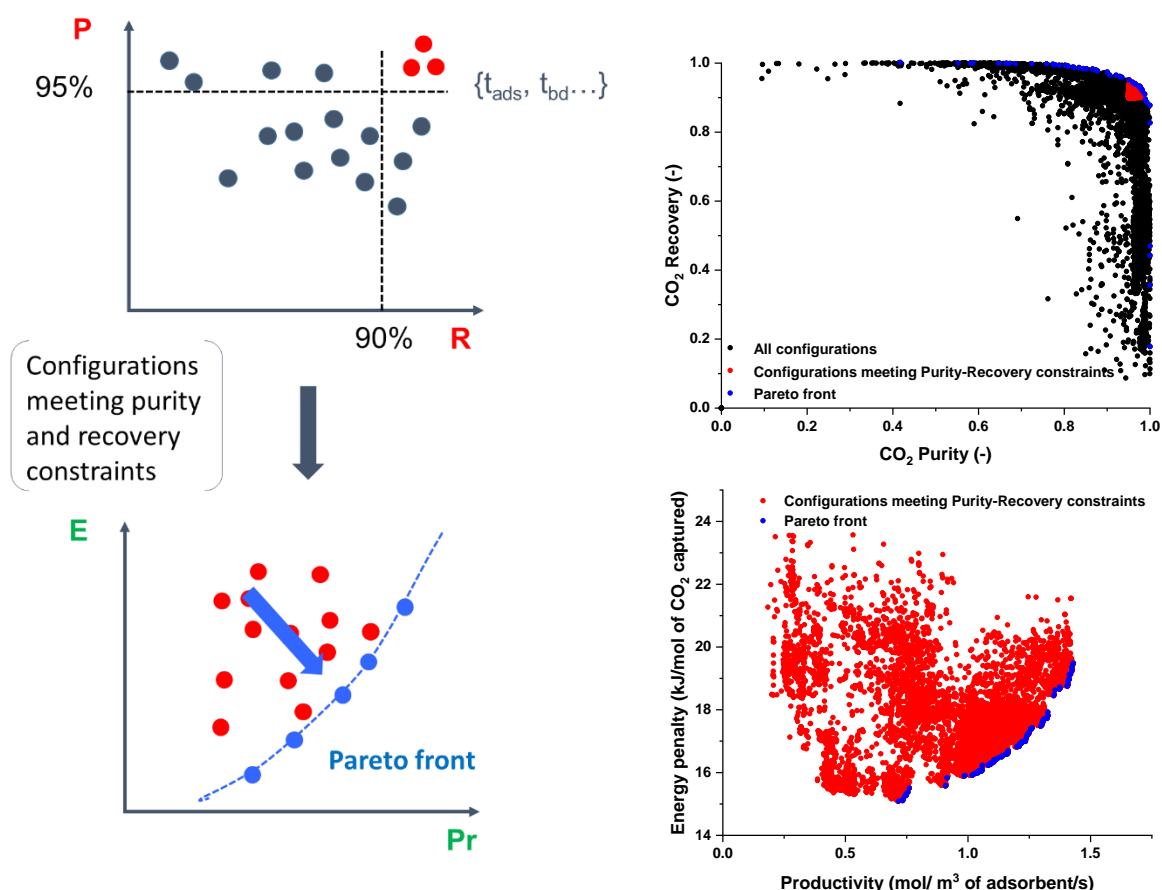 P
95%
{t_ads, t_bd...}
90%
R
Configurations
meeting purity
and recovery
constraints
E
Pareto front
Pr
CO2 Recovery (-)
1.0
0.8
0.6
0.4
0.2
0.0
All configurations
Configurations meeting Purity-Recovery constraints
Pareto front
0.0 0.2 0.4 0.6 0.8 1.0
CO2 Purity (-)
Energy penalty (kJ/mol of CO2 captured)
24
22
20
18
16
14
Configurations meeting Purity-Recovery constraints
Pareto front
0.0 0.5 1.0 1.5
Productivity (mol/ m3 of adsorbent/s)